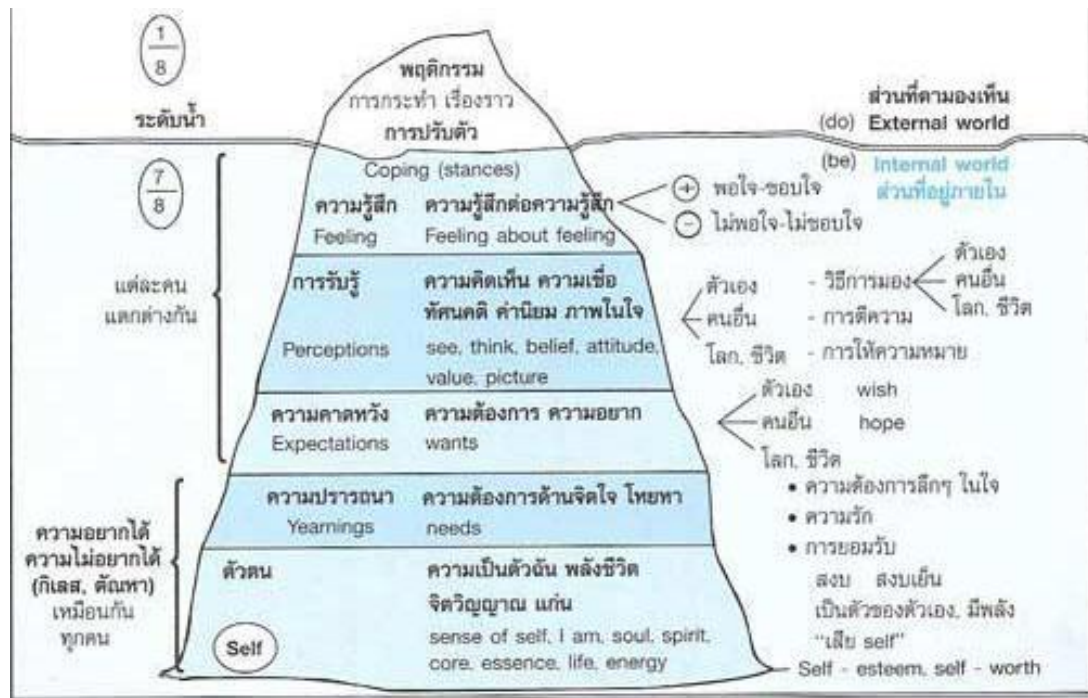 1
8
ระดับน้ำ
พฤติกรรม
การกระทำ เรื่องราว
การปรับตัว
ส่วนที่ตามองเห็น
(do) External world
(be) Internal world
ส่วนที่อยู่ภายใน
7
8
Coping (stances)
ความรู้สึก ความรู้สึกต่อความรู้สึก
Feeling Feeling about feeling
+ พอใจ-ชอบใจ
- ไม่พอใจ-ไม่ชอบใจ
แต่ละคน
แตกต่างกัน
การรับรู้ ความคิดเห็น ความเชื่อ
ทัศนคติ ค่านิยม ภาพในใจ
Perceptions see, think, belief, attitude,
value, picture
ตัวเอง - วิธีการมอง
คนอื่น - การตีความ
โลก, ชีวิต - การให้ความหมาย
ตัวเอง
คนอื่น
โลก, ชีวิต
ความคาดหวัง ความต้องการ ความอยาก
Expectations wants
ตัวเอง wish
คนอื่น hope
โลก, ชีวิต
ความปรารถนา ความต้องการด้านจิตใจ โหยหา
Yearnings needs
• ความต้องการลึกๆ ในใจ
• ความรัก
• การยอมรับ
สงบ สงบเย็น
เป็นตัวของตัวเอง, มีพลัง
"เสีย self"
Self - esteem, self - worth
ความอยากได้
ความไม่อยากได้
(กิเลส, ตัณหา)
เหมือนกัน
ทุกคน
ตัวตน ความเป็นตัวฉัน พลังชีวิต
จิตวิญญาณ แก่น
Self
sense of self, I am, soul, spirit,
core, essence, life, energy